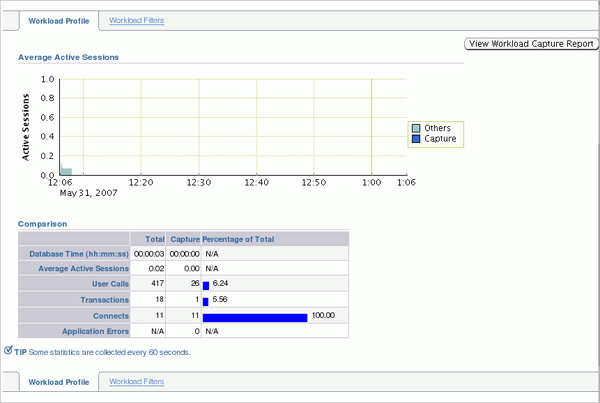 Workload Profile Workload Filters
View Workload Capture Report
Average Active Sessions
Active Sessions
1.0
0.8
0.6
0.4
0.2
0.0
12:06 12:20 12:30 12:40 12:50 1:00 1:06
May 31, 2007
Others
Capture
Comparison
Total Capture Percentage of Total
Database Time (hh:mm:ss) 00:00:03 00:00:00 N/A
Average Active Sessions 0.02 0.00 N/A
User Calls 417 26 6.24
Transactions 18 1 5.56
Connects 11 11 100.00
Application Errors N/A 0 N/A
TIP Some statistics are collected every 60 seconds.
Workload Profile Workload Filters